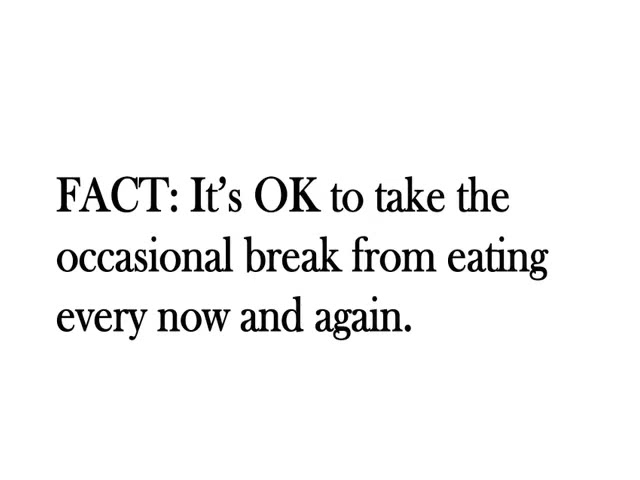 FACT: It’s OK to take the
occasional break from eating
every now and again.